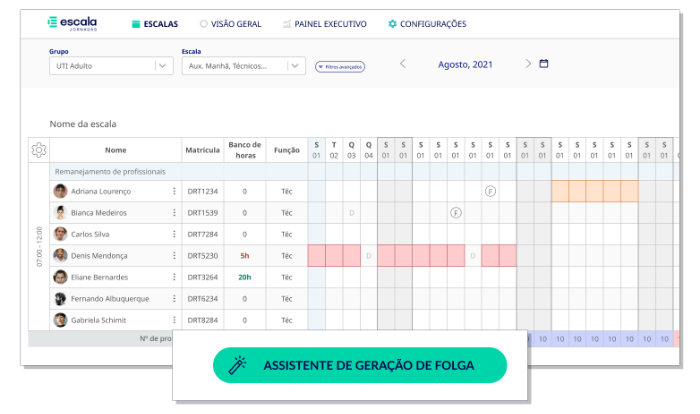 escala
JORNADAS
ESCALAS
VISÃO GERAL
PAINEL EXECUTIVO
CONFIGURAÇÕES
Grupo
Escala
UTI Adulto
Aux. Manhã, Técnicos...
Filtros avançados
Agosto, 2021
Nome da escala
Nome Matricula Banco de horas Função S T Q Q S S S S S S S S S S S S S S S S S
01 02 03 04 01 01 01 01 01 01 01 01 01 01 01 01 01 01 01 01 01
Remanejamento de profissionais
07:00 - 12:00
Adriana Lourenço DRT1234 0 Téc F
Bianca Medeiros DRT1539 0 Téc D F
Carlos Silva DRT7284 0 Téc
Denis Mendonça DRT5230 5h Téc D D
Eliane Bernardes DRT3264 20h Téc
Fernando Albuquerque DRT6234 0 Téc
Gabriela Schimit DRT8284 0 Téc
Nº de pro 10 10 10 10 10 10 10 10
ASSISTENTE DE GERAÇÃO DE FOLGA